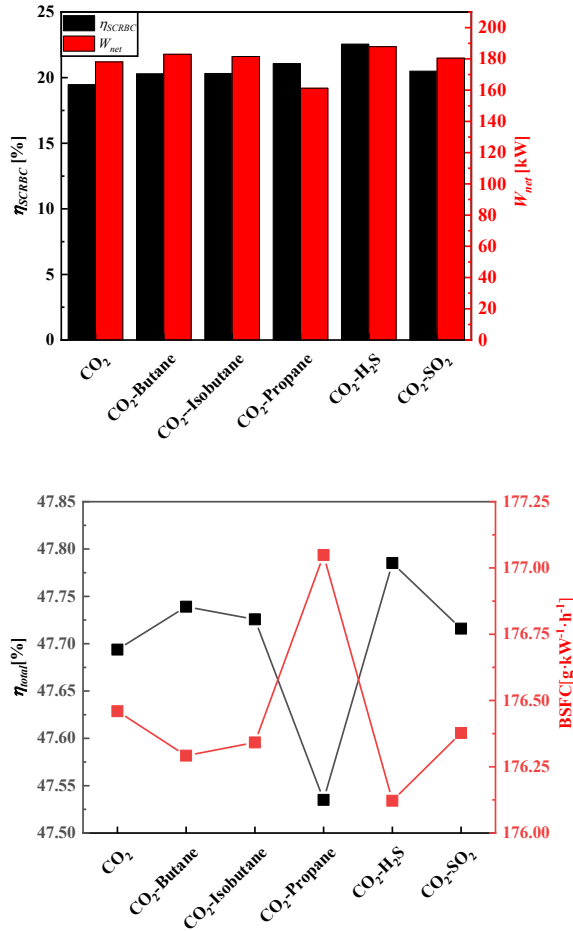 η_SCRBC
W_net
25
20
15
10
5
0
η_SCRBC [%]
200
180
160
140
120
100
80
60
40
20
0
W_net [kW]
CO₂
CO₂-Butane
CO₂–Isobutane
CO₂-Propane
CO₂-H₂S
CO₂-SO₂
47.85
47.80
47.75
47.70
47.65
47.60
47.55
47.50
η_total[%]
177.25
177.00
176.75
176.50
176.25
176.00
BSFC[g·kW⁻¹·h⁻¹]
CO₂
CO₂-Butane
CO₂-Isobutane
CO₂-Propane
CO₂-H₂S
CO₂-SO₂